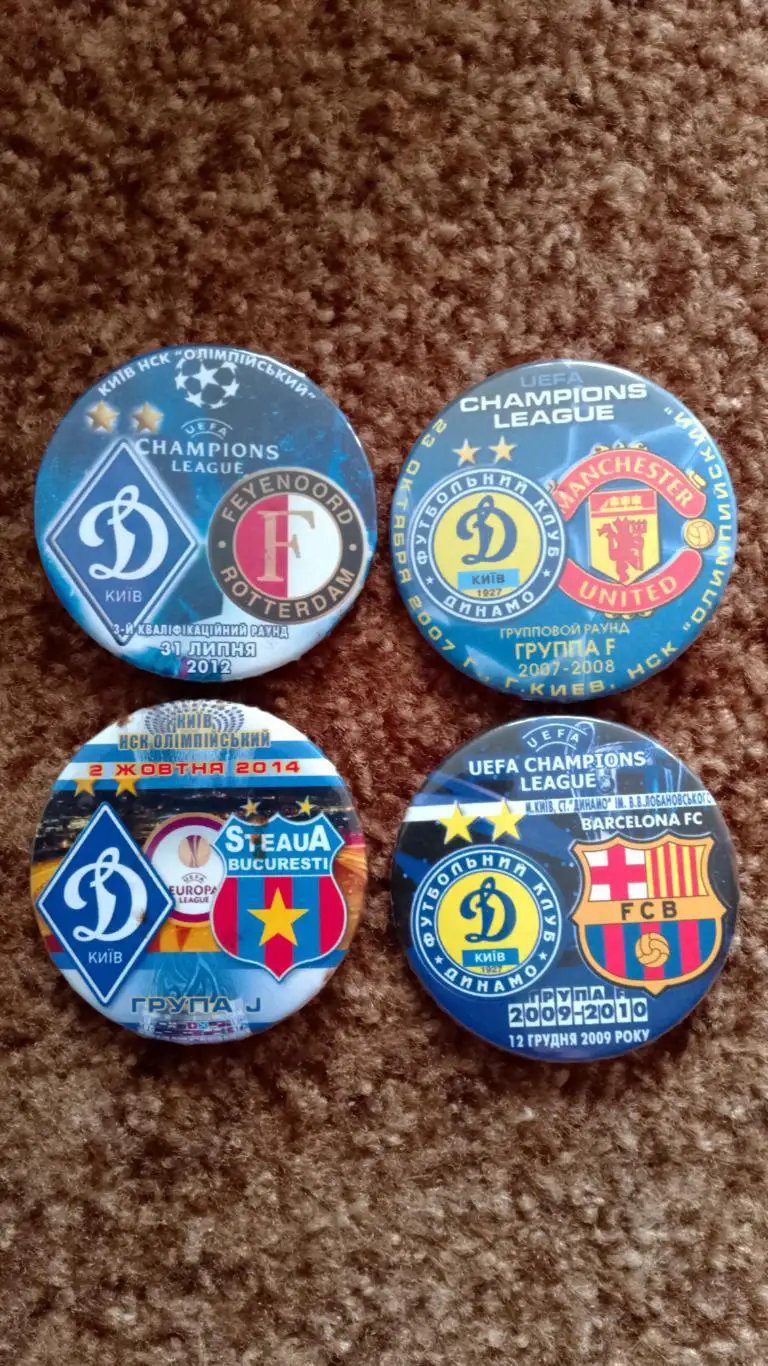 КИЇВ НСК "ОЛІМПІЙСЬКИЙ"
UEFA
CHAMPIONS
LEAGUE
Д
КИЇВ
FEYENOORD
F
ROTTERDAM
3-Й КВАЛІФІКАЦІЙНИЙ РАУНД
31 ЛИПНЯ
2012
UEFA
CHAMPIONS
LEAGUE
23 ОКТЯБРЯ 2007 Г., Г. КИЕВ, НСК "ОЛИМПИЙСКИЙ"
ФУТБОЛЬНИЙ КЛУБ
Д
КИЇВ
1927
ДИНАМО
MANCHESTER
UNITED
ГРУППОВОЙ РАУНД
ГРУППА F
2007-2008
КИЇВ
НСК ОЛІМПІЙСЬКИЙ
2 ЖОВТНЯ 2014
Д
КИЇВ
UEFA
EUROPA
LEAGUE
STEAUA
BUCURESTI
ГРУПА J
UEFA
UEFA CHAMPIONS
LEAGUE
М.КИЇВ, СТ."ДИНАМО" ІМ. В.В.ЛОБАНОВСЬКОГО
BARCELONA FC
ФУТБОЛЬНИЙ КЛУБ
Д
КИЇВ
1927
ДИНАМО
FCB
ГРУПА F
2009-2010
12 ГРУДНЯ 2009 РОКУ